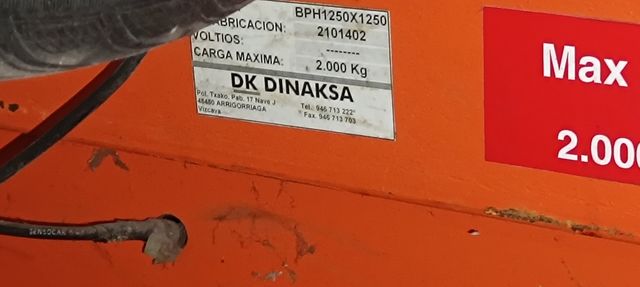 BPH1250X1250
FABRICACION: 2101402
VOLTIOS: --------
CARGA MAXIMA: 2.000 Kg
DK DINAKSA
Pol. Txako, Pab. 17 Nave J Tel.: 946 713 222*
48480 ARRIGORRIAGA Fax. 946 713 703
Vizcaya
Max
2.000